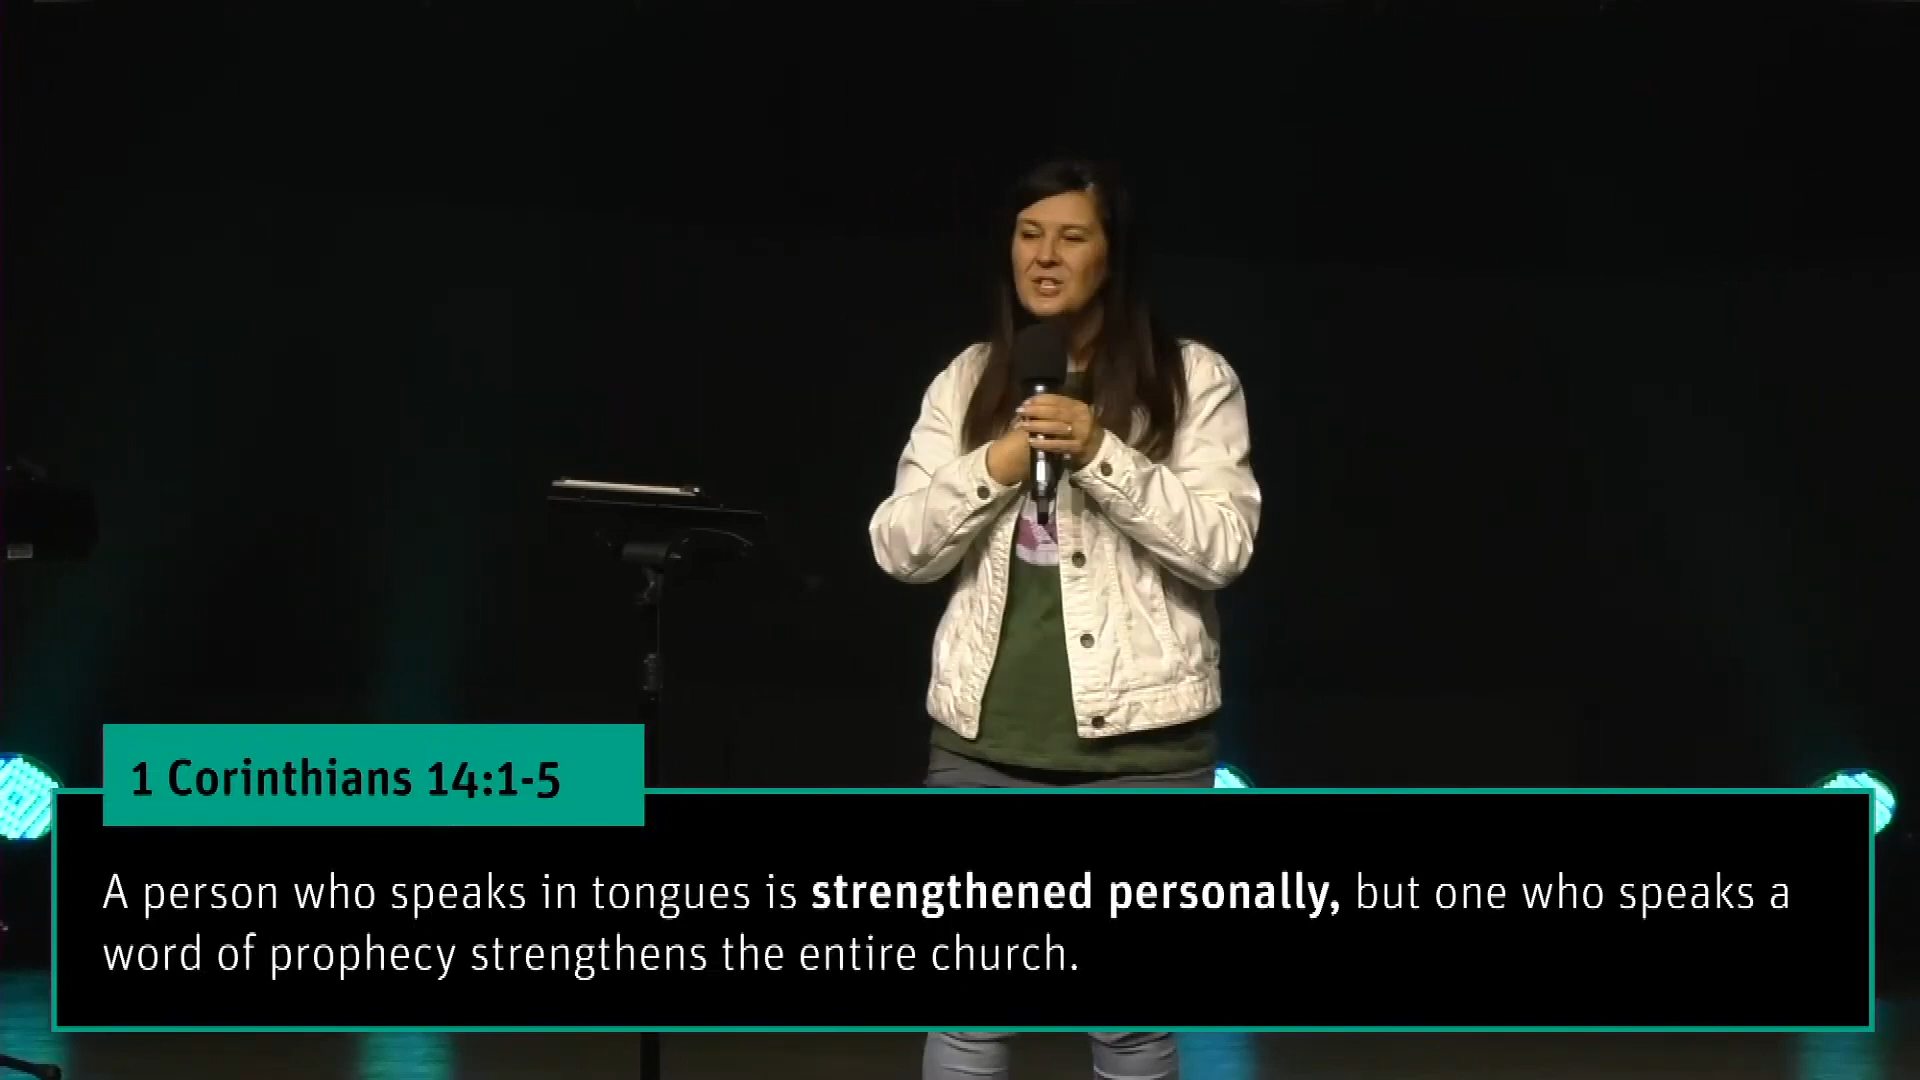 1 Corinthians 14:1-5
A person who speaks in tongues is strengthened personally, but one who speaks a
word of prophecy strengthens the entire church.